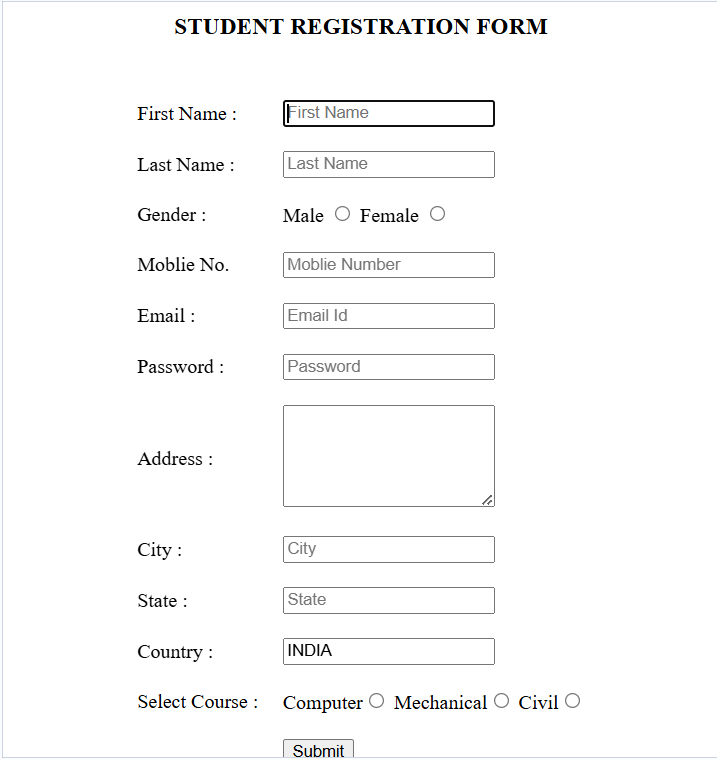 STUDENT REGISTRATION FORM
First Name : First Name
Last Name : Last Name
Gender : Male Female
Moblie No. Moblie Number
Email : Email Id
Password : Password
Address :
City : City
State : State
Country : INDIA
Select Course : Computer Mechanical Civil
Submit